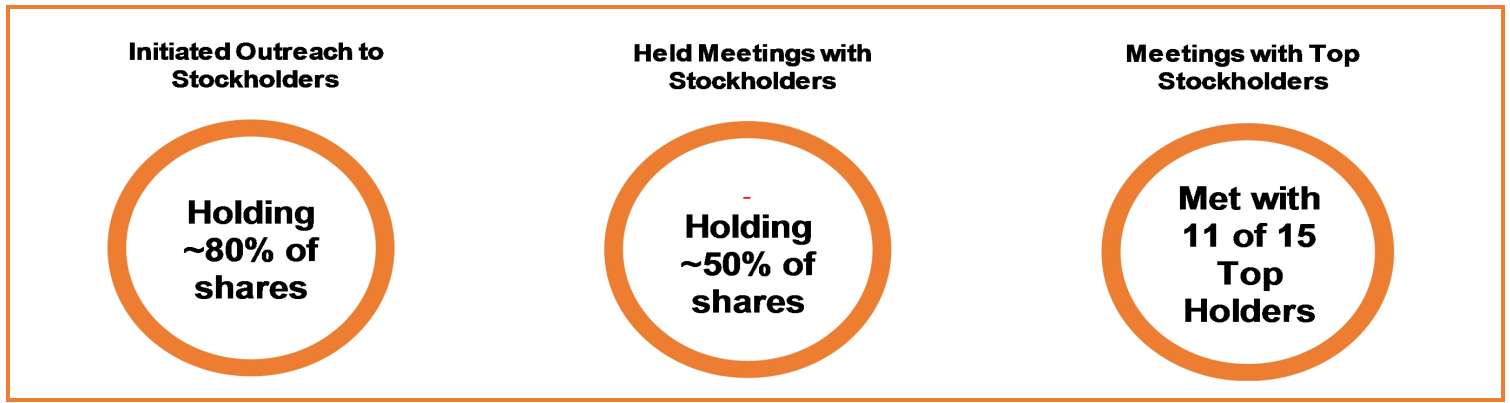 Initiated Outreach to
Stockholders
Holding
~80% of
shares
Held Meetings with
Stockholders
-
Holding
~50% of
shares
Meetings with Top
Stockholders
Met with
11 of 15
Top
Holders